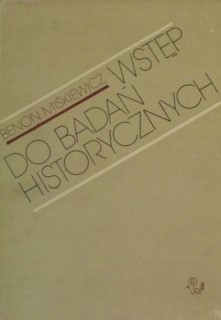 BENON MIŚKIEWICZ
WSTĘP
DO BADAŃ
HISTORYCZNYCH